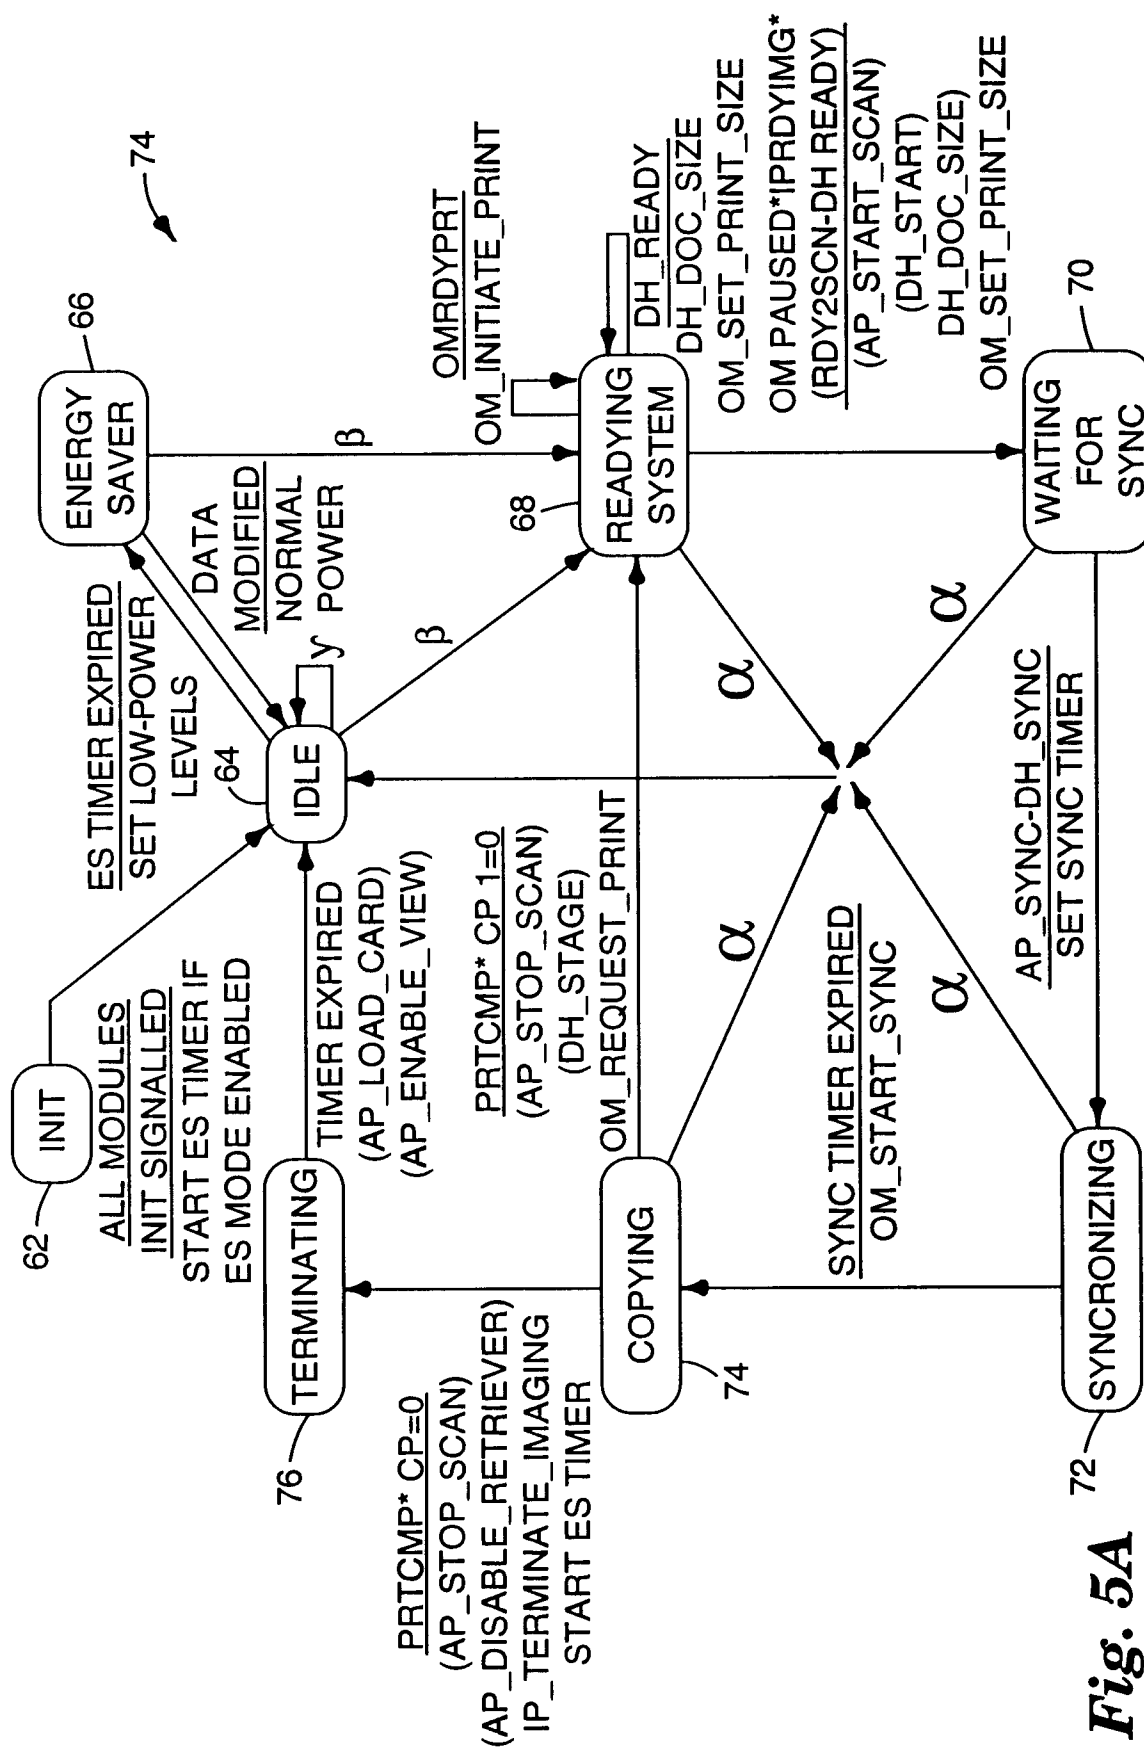 74
62
INIT
ALL MODULES
INIT SIGNALLED
START ES TIMER IF
ES MODE ENABLED
ES TIMER EXPIRED
SET LOW-POWER
LEVELS
66
ENERGY
SAVER
DATA
MODIFIED
NORMAL
POWER
γ
64
IDLE
β
β
76
TERMINATING
TIMER EXPIRED
(AP_LOAD_CARD)
(AP_ENABLE_VIEW)
OMRDYPRT
OM_INITIATE_PRINT
68
READYING
SYSTEM
DH_READY
DH_DOC_SIZE
OM_SET_PRINT_SIZE
PRTCMP* CP=0
(AP_STOP_SCAN)
(AP_DISABLE_RETRIEVER)
IP_TERMINATE_IMAGING
START ES TIMER
PRTCMP* CP 1=0
(AP_STOP_SCAN)
(DH_STAGE)
OM_REQUEST_PRINT
COPYING
74
α
α
OM PAUSED*IPRDYIMG*
(RDY2SCN-DH READY)
(AP_START_SCAN)
(DH_START)
DH_DOC_SIZE)
OM_SET_PRINT_SIZE
SYNC TIMER EXPIRED
OM_START_SYNC
α
α
70
WAITING
FOR
SYNC
AP_SYNC-DH_SYNC
SET SYNC TIMER
72
SYNCRONIZING
Fig. 5A